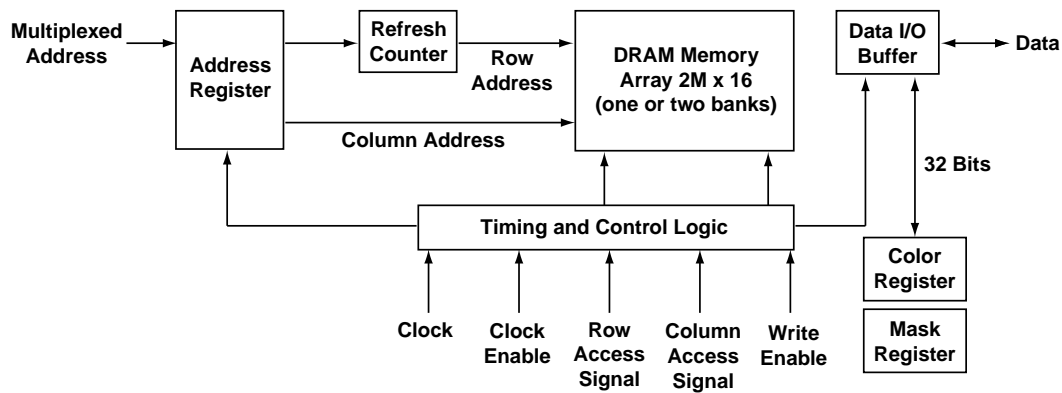 Multiplexed
Address
Address
Register
Refresh
Counter
Row
Address
Column Address
DRAM Memory
Array 2M x 16
(one or two banks)
Data I/O
Buffer
Data
32 Bits
Timing and Control Logic
Color
Register
Mask
Register
Clock
Clock
Enable
Row
Access
Signal
Column
Access
Signal
Write
Enable